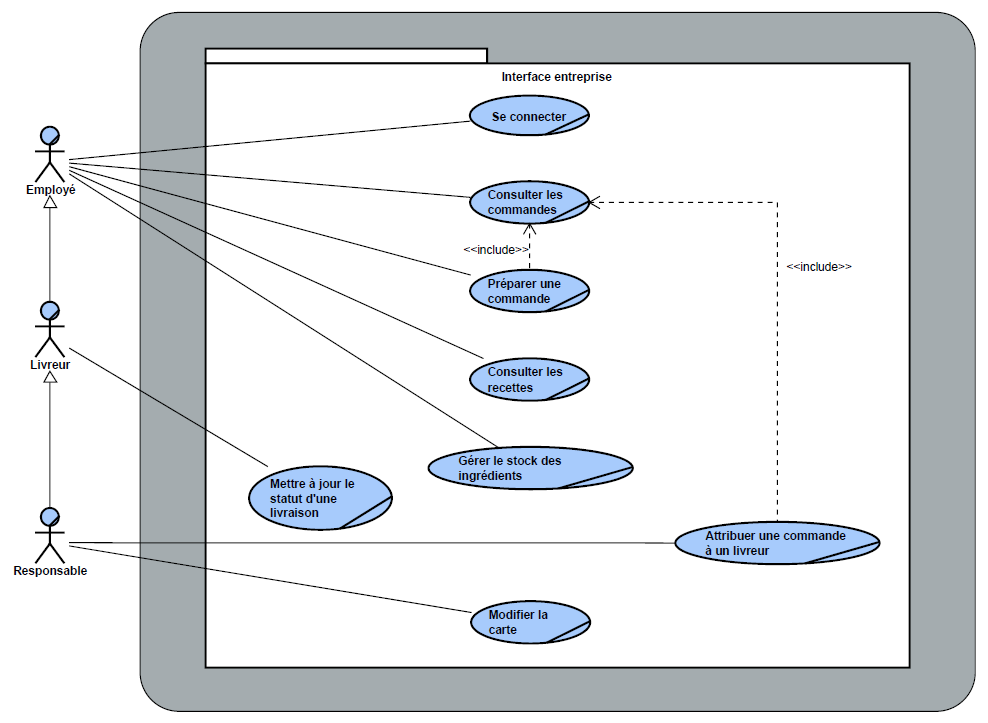 Interface entreprise
Se connecter
Employé
Consulter les
commandes
<<include>>
<<include>>
Préparer une
commande
Livreur
Consulter les
recettes
Gérer le stock des
ingrédients
Mettre à jour le
statut d'une
livraison
Attribuer une commande
à un livreur
Responsable
Modifier la
carte